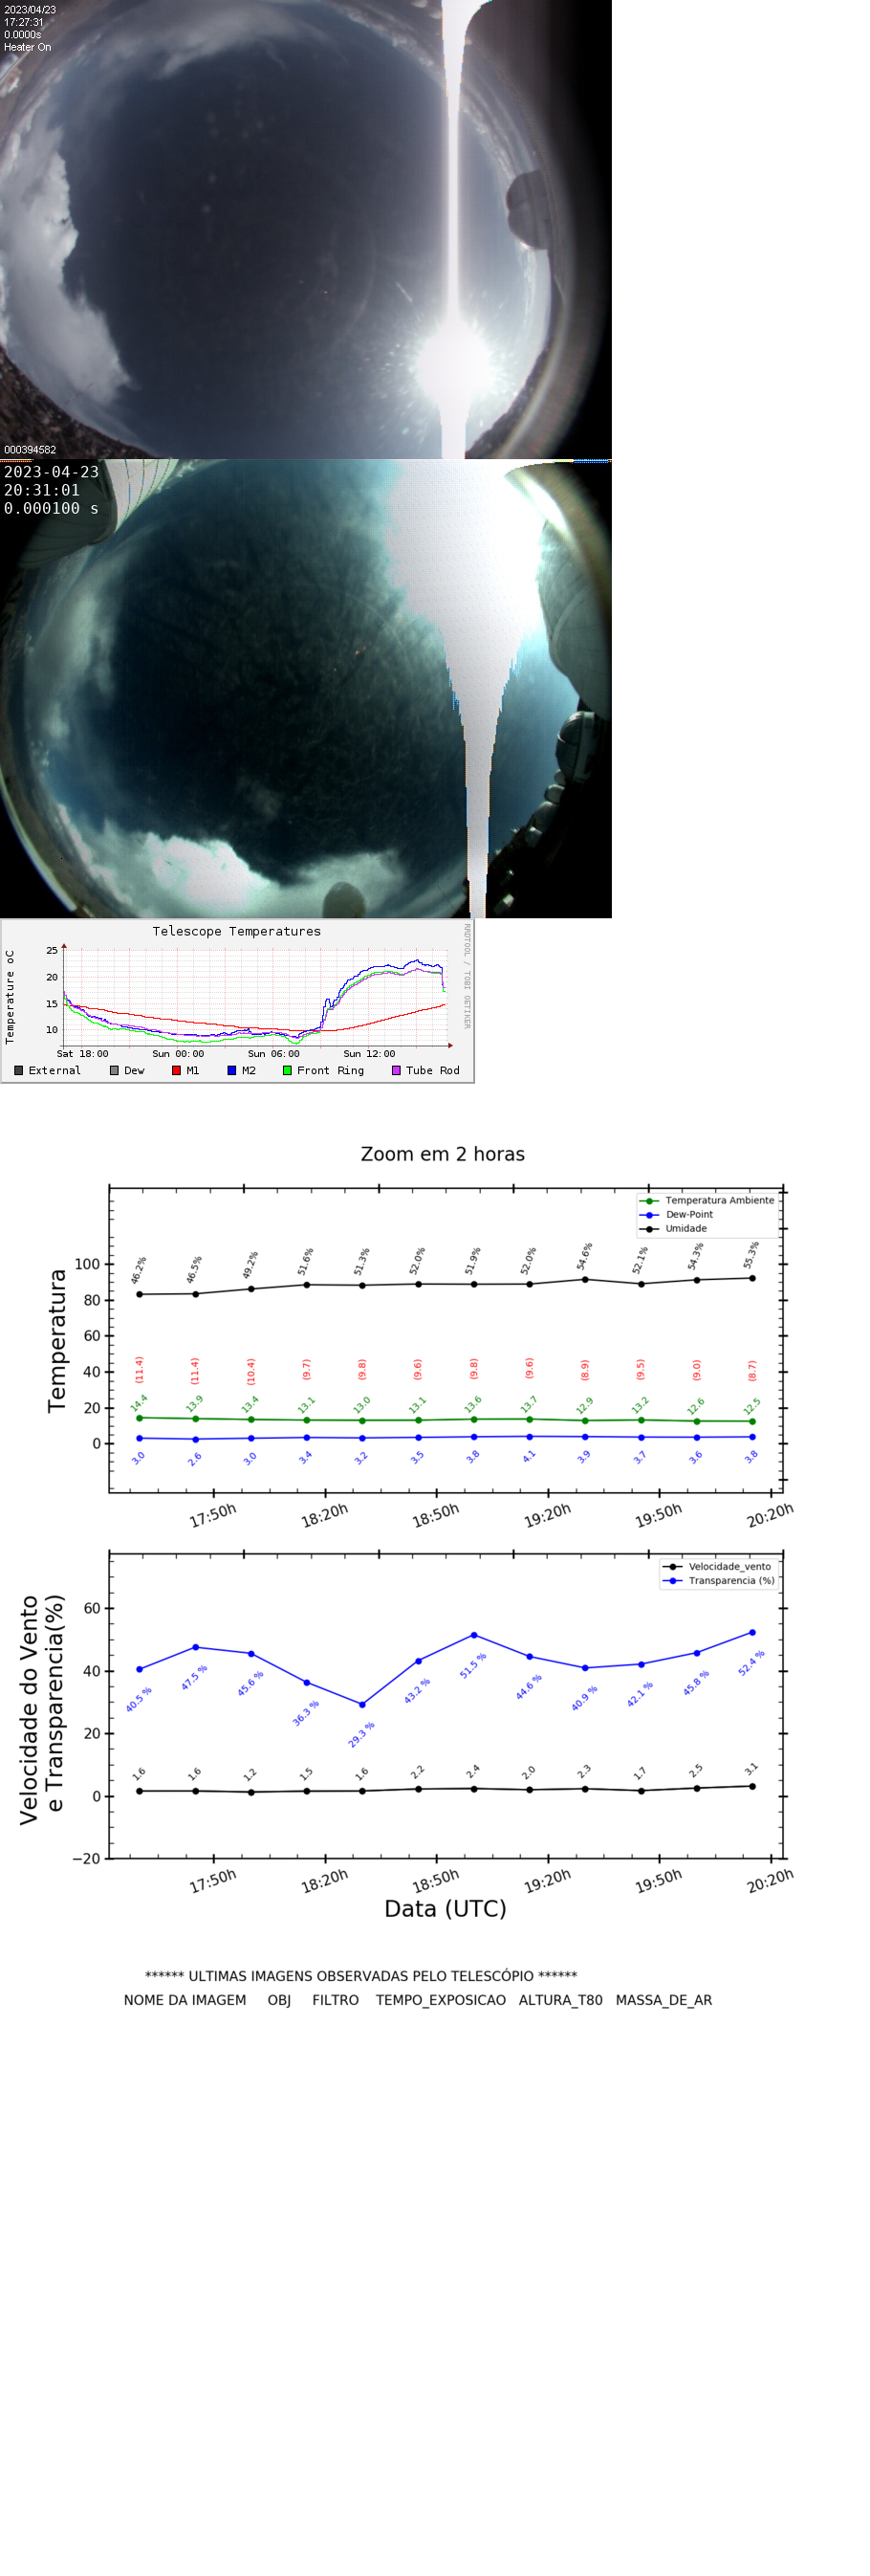 2023/04/23
17:27:31
0.0000s
Heater On
000394582
2023-04-23
20:31:01
0.000100 s
Telescope Temperatures
RRDTOOL / TOBI OETIKER
Temperature oC
25
20
15
10
Sat 18:00 Sun 00:00 Sun 06:00 Sun 12:00
External Dew M1 M2 Front Ring Tube Rod
Zoom em 2 horas
Temperatura Ambiente
Dew-Point
Umidade
Temperatura
100
80
60
40
20
0
46.2% 46.5% 49.2% 51.6% 51.3% 52.0% 51.9% 52.0% 54.6% 52.1% 54.3% 55.3%
(11.4) (11.4) (10.4) (9.7) (9.8) (9.6) (9.8) (9.6) (8.9) (9.5) (9.0) (8.7)
14.4 13.9 13.4 13.1 13.0 13.1 13.6 13.7 12.9 13.2 12.6 12.5
3.0 2.6 3.0 3.4 3.2 3.5 3.8 4.1 3.9 3.7 3.6 3.8
17:50h 18:20h 18:50h 19:20h 19:50h 20:20h
Velocidade_vento
Transparencia (%)
Velocidade do Vento
e Transparencia(%)
60
40
20
0
−20
40.5 % 47.5 % 45.6 % 36.3 % 29.3 % 43.2 % 51.5 % 44.6 % 40.9 % 42.1 % 45.8 % 52.4 %
1.6 1.6 1.2 1.5 1.6 2.2 2.4 2.0 2.3 1.7 2.5 3.1
17:50h 18:20h 18:50h 19:20h 19:50h 20:20h
Data (UTC)
****** ULTIMAS IMAGENS OBSERVADAS PELO TELESCÓPIO ******
NOME DA IMAGEM OBJ FILTRO TEMPO_EXPOSICAO ALTURA_T80 MASSA_DE_AR